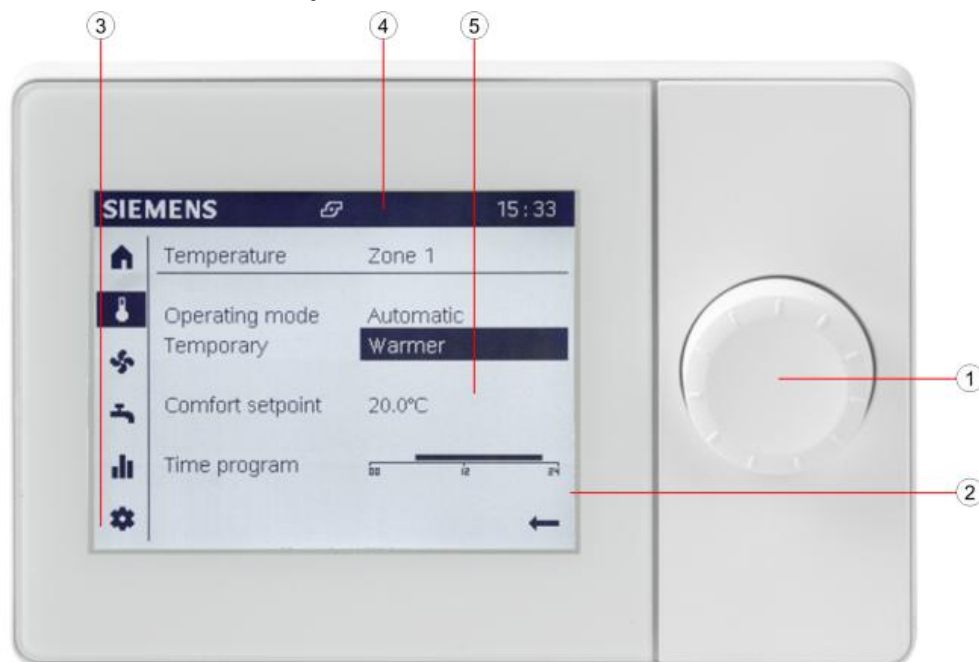 3 4 5
SIEMENS 15:33
Temperature Zone 1
Operating mode Automatic
Temporary Warmer
1
Comfort setpoint 20.0°C
Time program
00 12 24
2